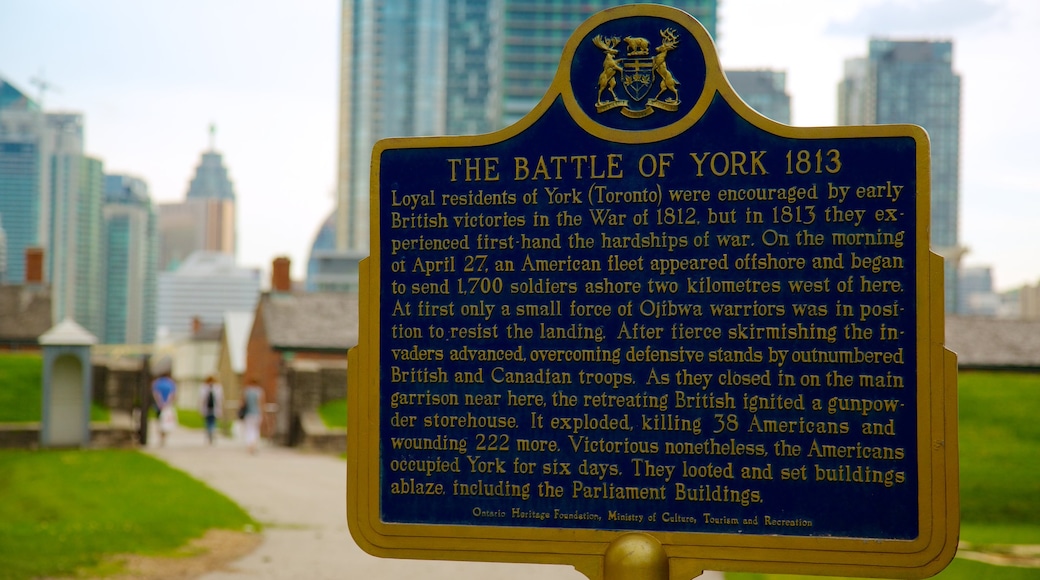 THE BATTLE OF YORK 1813
Loyal residents of York (Toronto) were encouraged by early
British victories in the War of 1812, but in 1813 they ex-
perienced first-hand the hardships of war. On the morning
of April 27, an American fleet appeared offshore and began
to send 1,700 soldiers ashore two kilometres west of here.
At first only a small force of Ojibwa warriors was in posi-
tion to resist the landing. After fierce skirmishing the in-
vaders advanced, overcoming defensive stands by outnumbered
British and Canadian troops. As they closed in on the main
garrison near here, the retreating British ignited a gunpow-
der storehouse. It exploded, killing 38 Americans and
wounding 222 more. Victorious nonetheless, the Americans
occupied York for six days. They looted and set buildings
ablaze, including the Parliament Buildings.
Ontario Heritage Foundation, Ministry of Culture, Tourism and Recreation